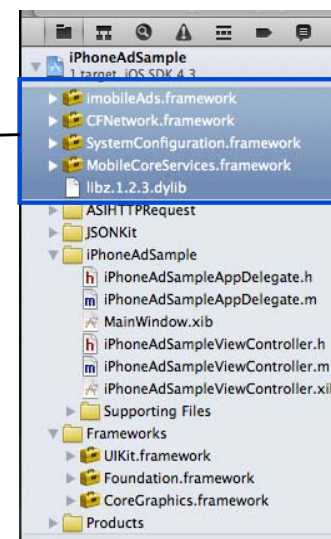 iPhoneAdSample
1 target, iOS SDK 4.3
imobileAds.framework
CFNetwork.framework
SystemConfiguration.framework
MobileCoreServices.framework
libz.1.2.3.dylib
ASIHTTPRequest
JSONKit
iPhoneAdSample
h iPhoneAdSampleAppDelegate.h
m iPhoneAdSampleAppDelegate.m
MainWindow.xib
h iPhoneAdSampleViewController.h
m iPhoneAdSampleViewController.m
iPhoneAdSampleViewController.xi
Supporting Files
Frameworks
UIKit.framework
Foundation.framework
CoreGraphics.framework
Products